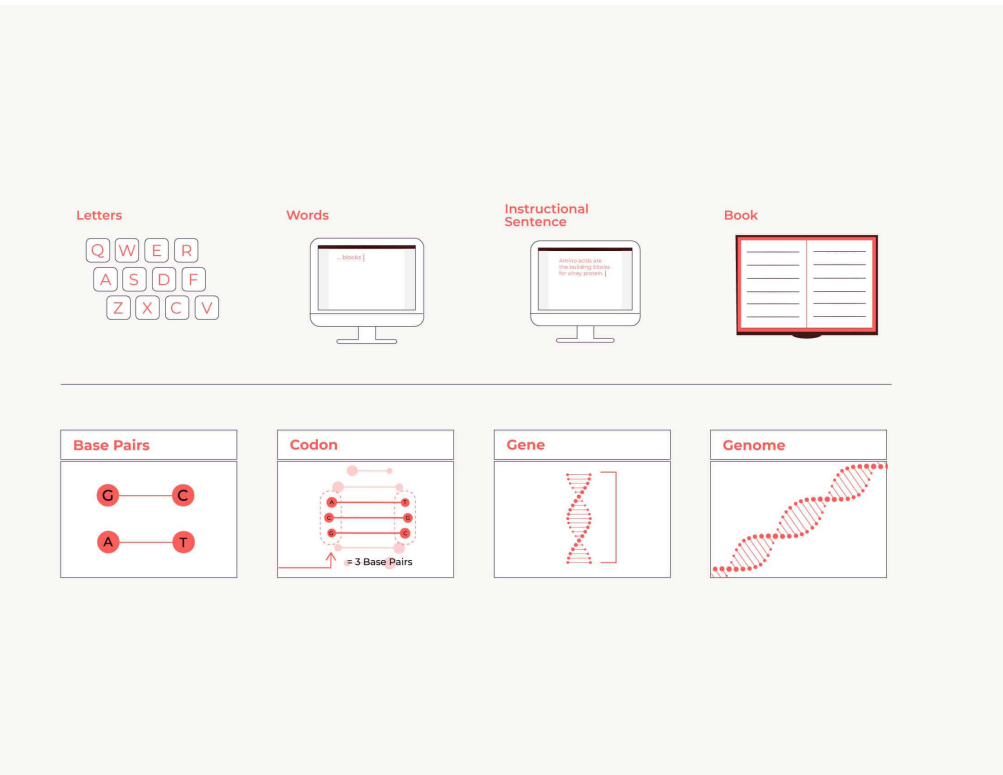 Letters
Words
Instructional
Sentence
Book
Q W E R
A S D F
Z X C V
... blocks
Amino acids are
the building blocks
for whey protein.
Base Pairs
Codon
Gene
Genome
G C
A T
A T
C G
G C
= 3 Base Pairs